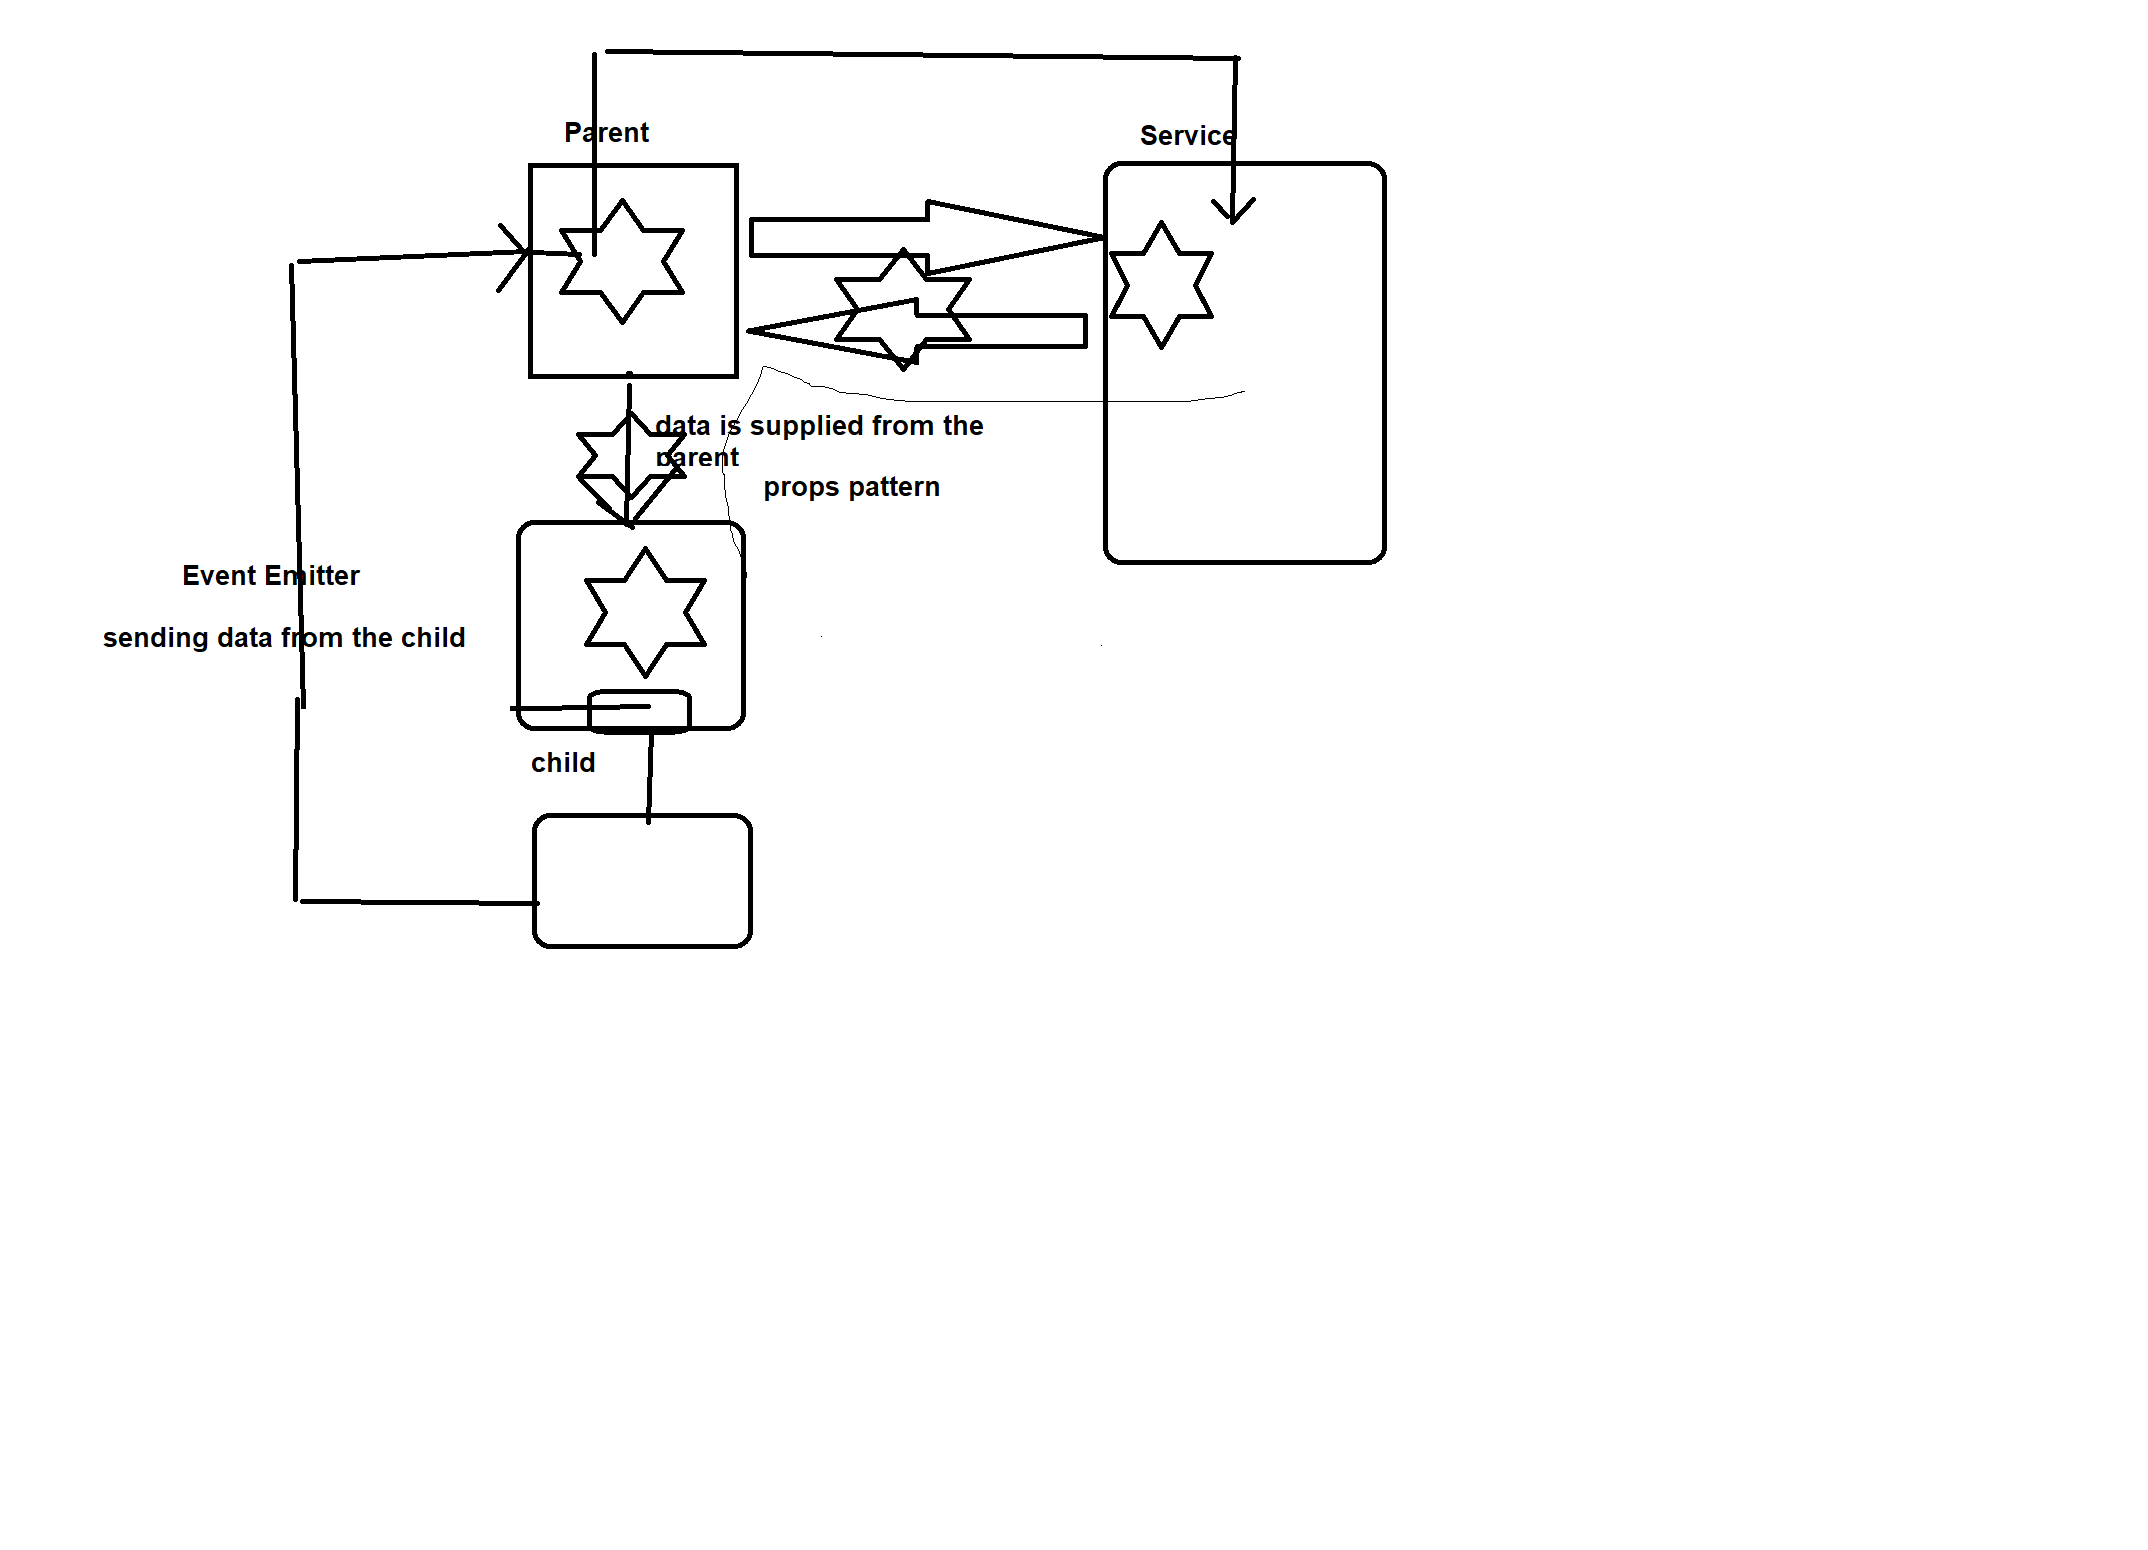 Parent
Service
data is supplied from the
parent
props pattern
Event Emitter
sending data from the child
child